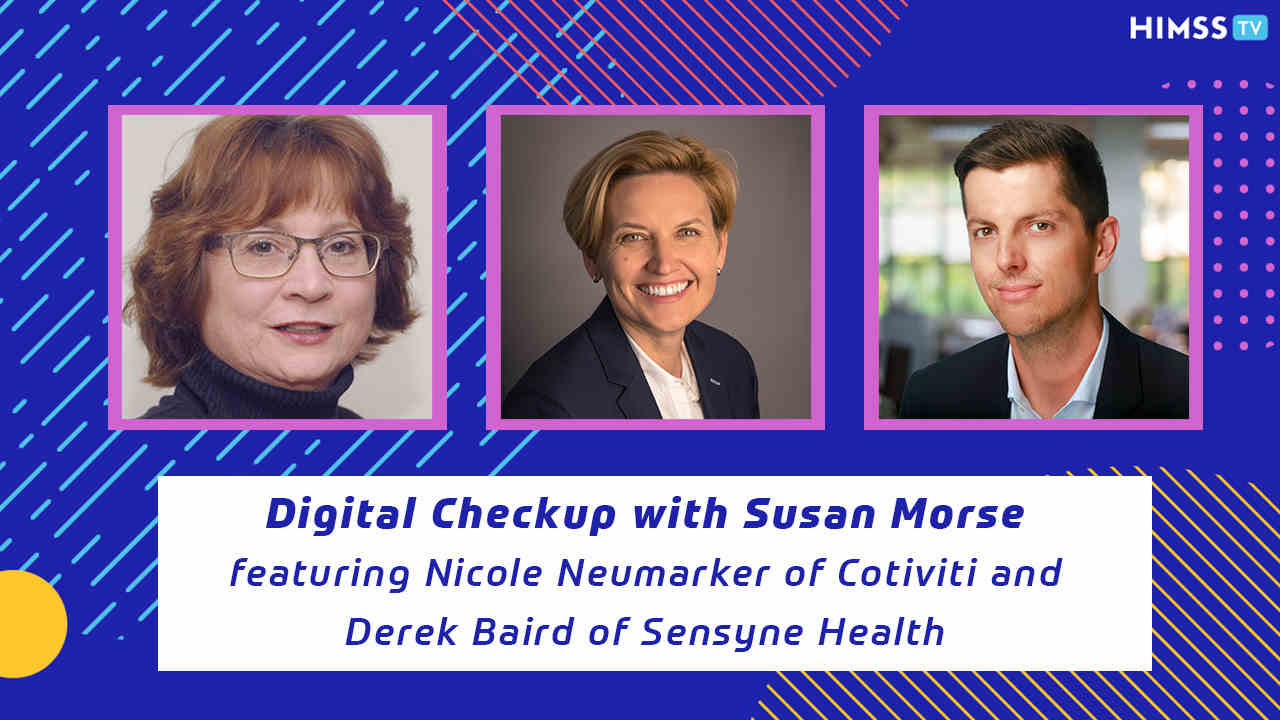 HIMSS TV
Digital Checkup with Susan Morse
featuring Nicole Neumarker of Cotiviti and
Derek Baird of Sensyne Health